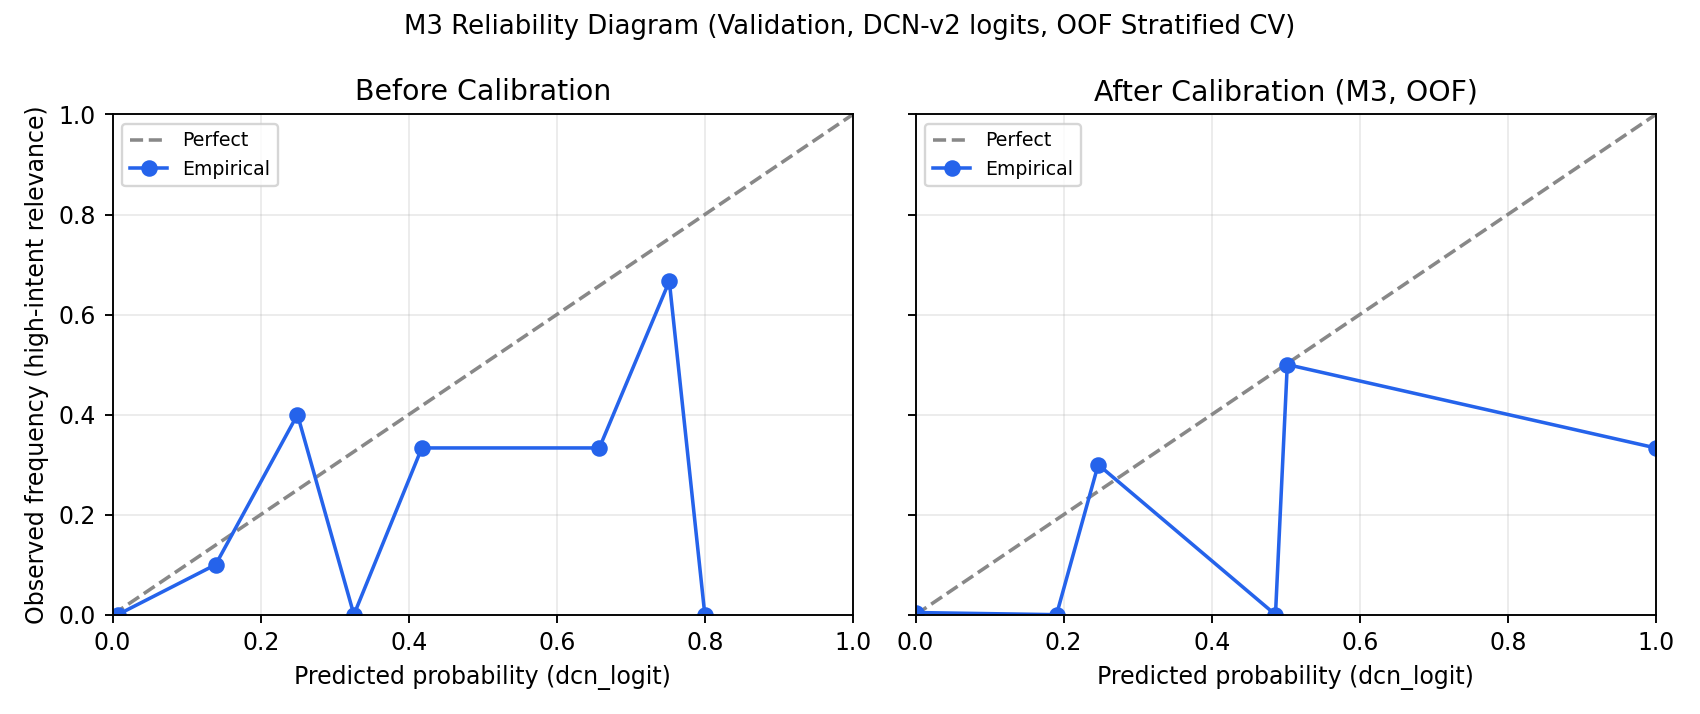 M3 Reliability Diagram (Validation, DCN-v2 logits, OOF Stratified CV)
Before Calibration
Observed frequency (high-intent relevance)
1.0
0.8
0.6
0.4
0.2
0.0
Perfect
Empirical
0.0 0.2 0.4 0.6 0.8 1.0
Predicted probability (dcn_logit)
After Calibration (M3, OOF)
Perfect
Empirical
0.0 0.2 0.4 0.6 0.8 1.0
Predicted probability (dcn_logit)